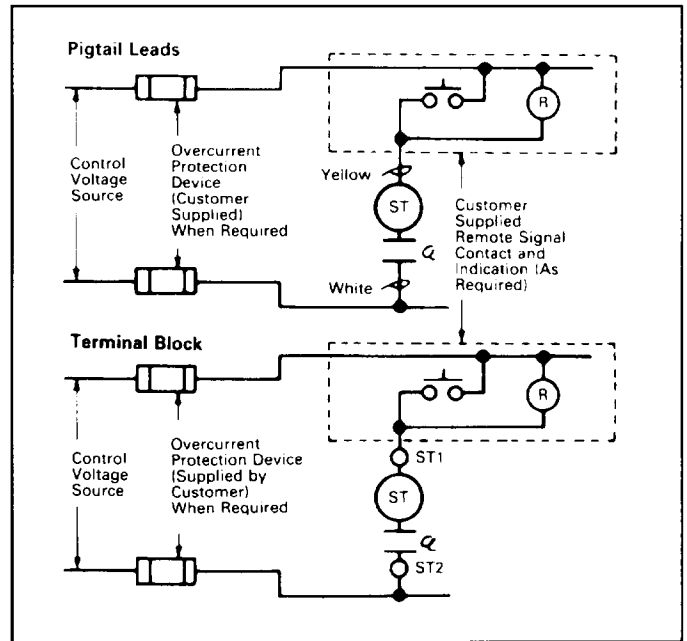 Pigtail Leads
R
Control
Voltage
Source
Overcurrent
Protection
Device
(Customer
Supplied)
When Required
Yellow
ST
a
White
Customer
Supplied
Remote Signal
Contact and
Indication (As
Required)
Terminal Block
R
Control
Voltage
Source
Overcurrent
Protection Device
(Supplied by
Customer)
When Required
ST1
ST
a
ST2